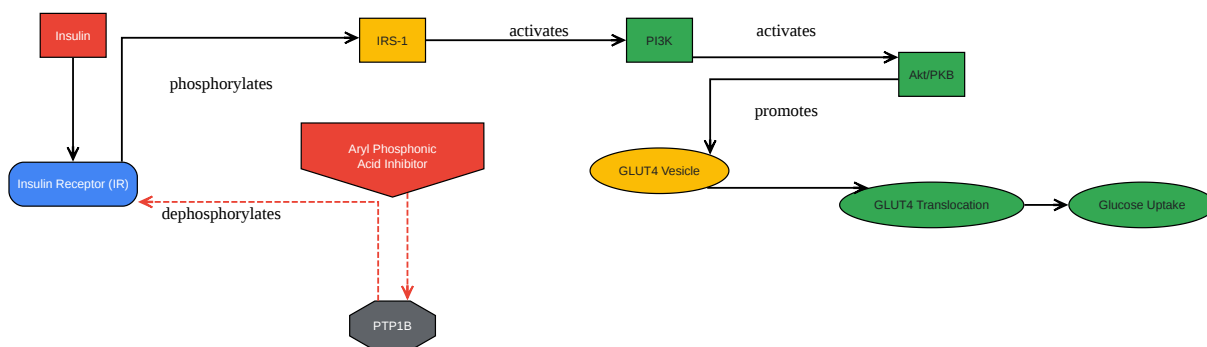 Insulin
IRS-1
activates
PI3K
activates
Akt/PKB
phosphorylates
promotes
Aryl Phosphonic
Acid Inhibitor
GLUT4 Vesicle
Insulin Receptor (IR)
dephosphorylates
GLUT4 Translocation
Glucose Uptake
PTP1B